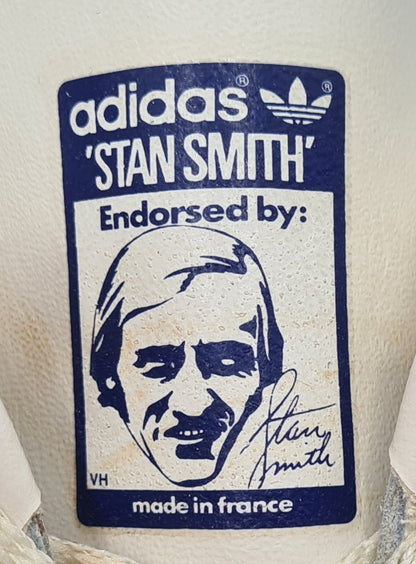 adidas®
®
'STAN SMITH'
Endorsed by:
Stan
Smith
VH
made in france